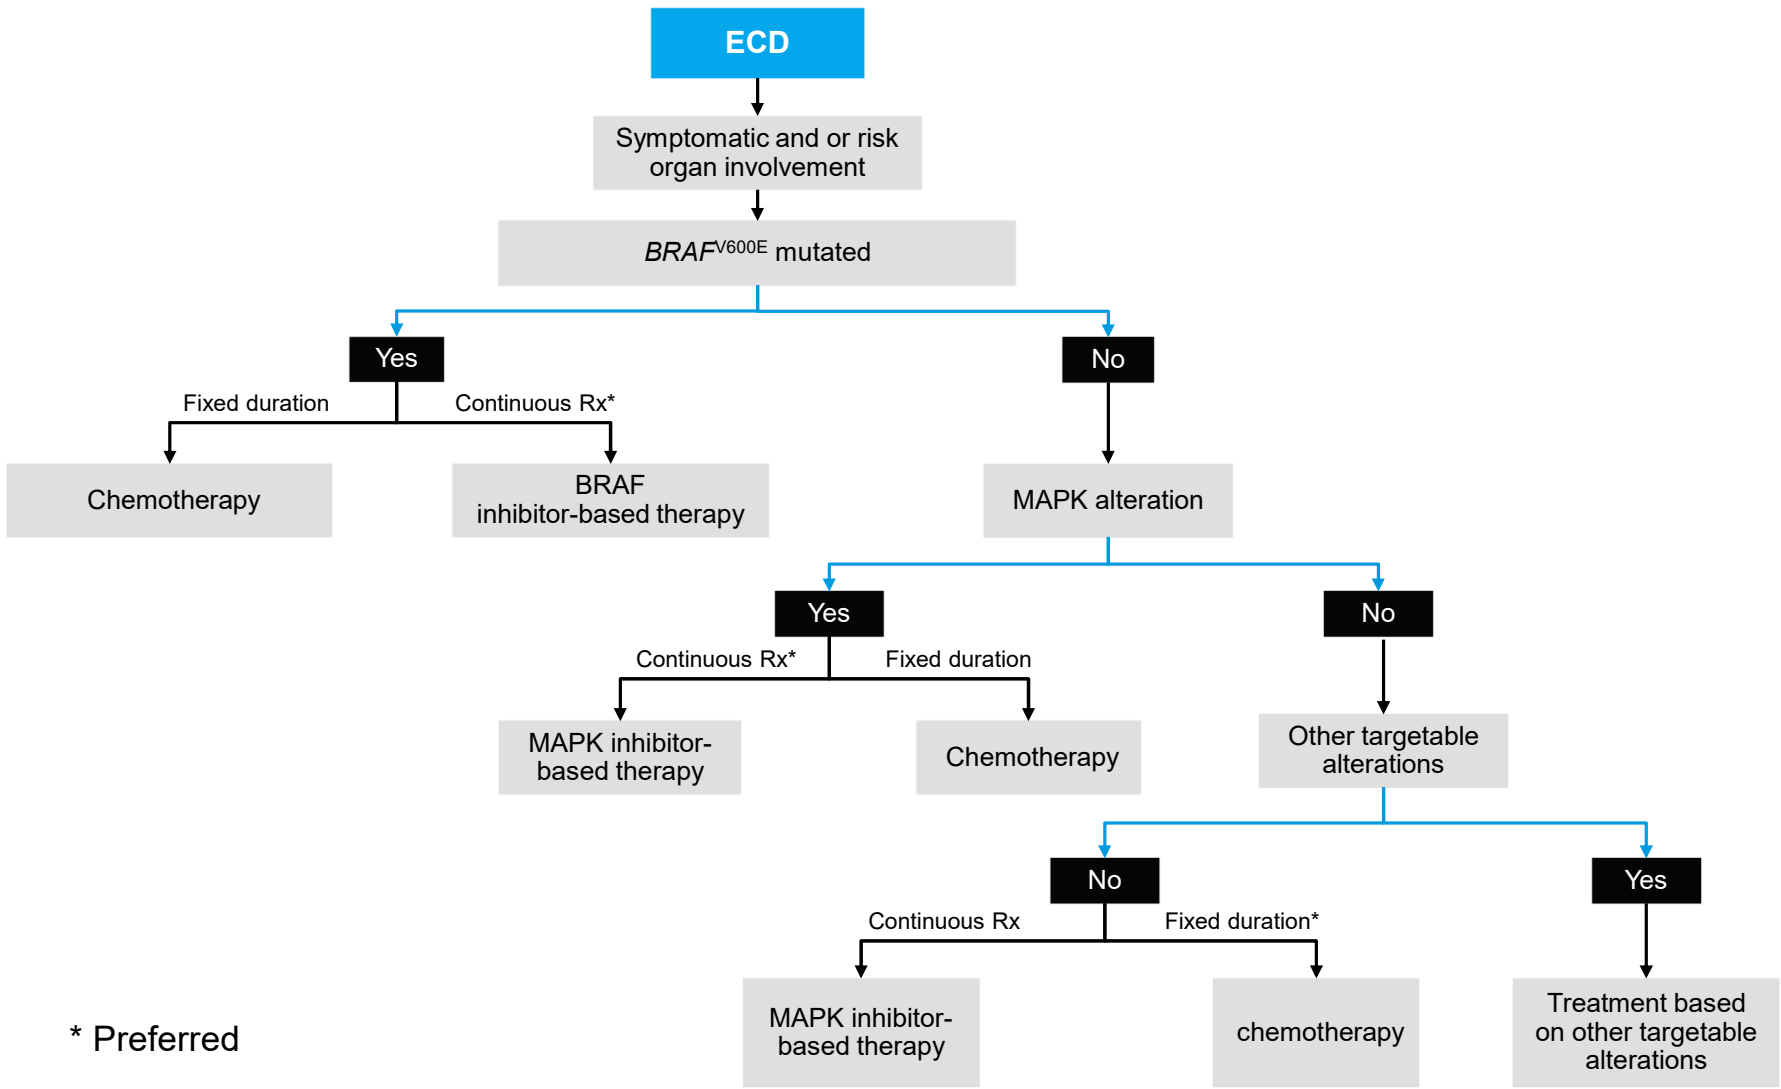 ECD
Symptomatic and or risk
organ involvement
BRAFV600E mutated
Yes
No
Fixed duration
Continuous Rx*
Chemotherapy
BRAF
inhibitor-based therapy
MAPK alteration
Yes
No
Continuous Rx*
Fixed duration
MAPK inhibitor-
based therapy
Chemotherapy
Other targetable
alterations
No
Yes
Continuous Rx
Fixed duration*
MAPK inhibitor-
based therapy
chemotherapy
Treatment based
on other targetable
alterations
* Preferred